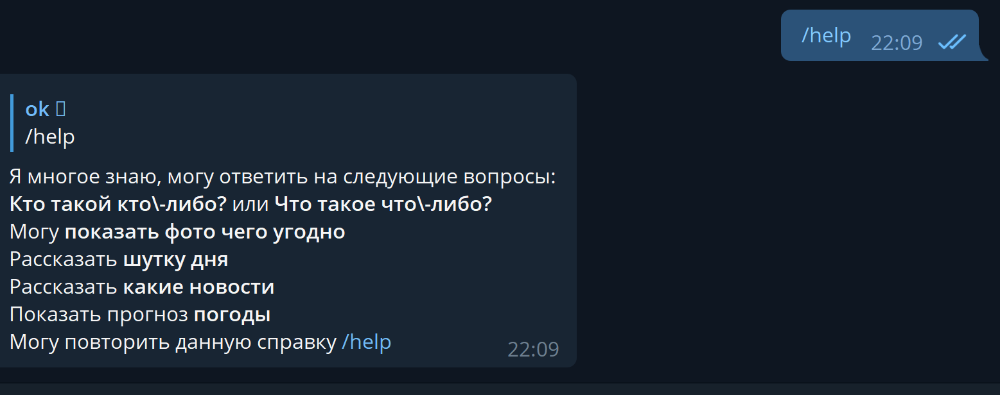 /help 22:09
ok
/help
Я многое знаю, могу ответить на следующие вопросы:
Кто такой кто\-либо? или Что такое что\-либо?
Могу показать фото чего угодно
Рассказать шутку дня
Рассказать какие новости
Показать прогноз погоды
Могу повторить данную справку /help
22:09